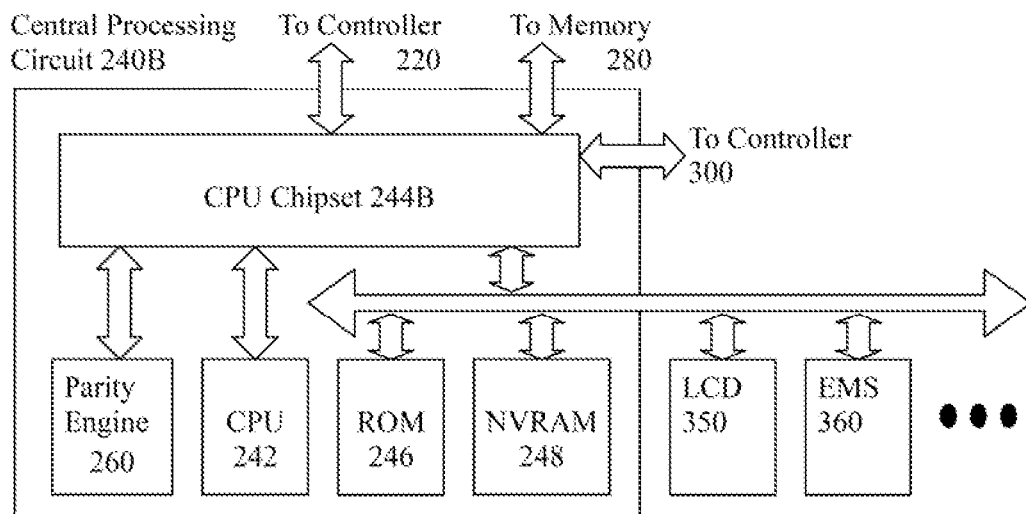 Central Processing
Circuit 240B
To Controller
220
To Memory
280
To Controller
300
CPU Chipset 244B
Parity
Engine
260
CPU
242
ROM
246
NVRAM
248
LCD
350
EMS
360